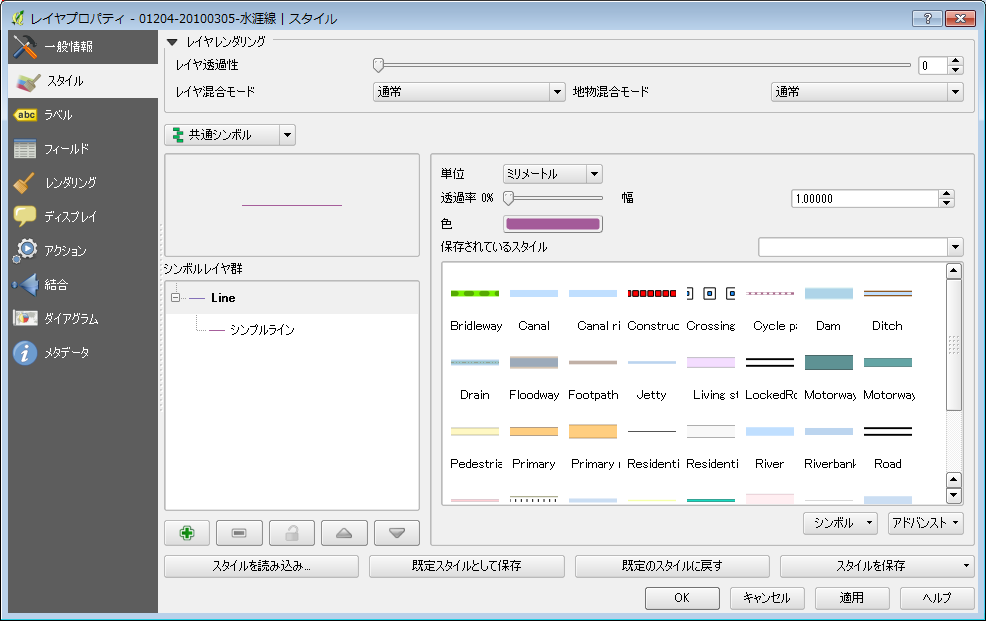 レイヤプロパティ - 01204-20100305-水涯線 | スタイル
一般情報
スタイル
abc ラベル
フィールド
レンダリング
ディスプレイ
アクション
結合
ダイアグラム
メタデータ
レイヤレンダリング
レイヤ透過性
0
レイヤ混合モード
通常
地物混合モード
通常
共通シンボル
シンボルレイヤ群
Line
シンプルライン
単位
ミリメートル
透過率 0%
幅
1.00000
色
保存されているスタイル
Bridleway Canal Canal ri Construc Crossing Cycle pa Dam Ditch
Drain Floodway Footpath Jetty Living st LockedRo Motorway Motorway
Pedestria Primary Primary r Residenti Residenti River Riverbank Road
シンボル
アドバンスト
スタイルを読み込み...
既定スタイルとして保存
既定のスタイルに戻す
スタイルを保存
OK
キャンセル
適用
ヘルプ